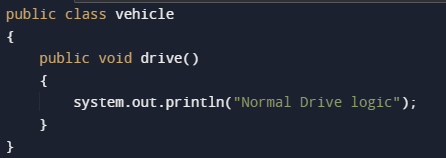 public class vehicle
{
    public void drive()
    {
        system.out.println("Normal Drive logic");
    }
}